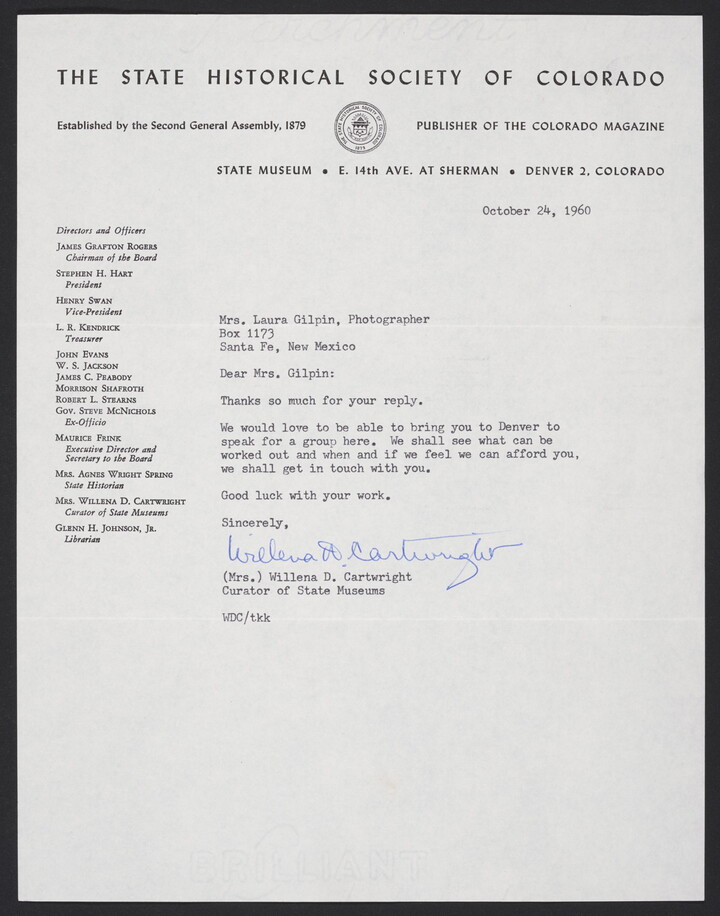 THE STATE HISTORICAL SOCIETY OF COLORADO
Established by the Second General Assembly, 1879
PUBLISHER OF THE COLORADO MAGAZINE
STATE MUSEUM • E. 14th AVE. AT SHERMAN • DENVER 2, COLORADO
October 24, 1960
Directors and Officers
JAMES GRAFTON ROGERS
Chairman of the Board
STEPHEN H. HART
President
HENRY SWAN
Vice-President
L. R. KENDRICK
Treasurer
JOHN EVANS
W. S. JACKSON
JAMES C. PEABODY
MORRISON SHAFROTH
ROBERT L. STEARNS
GOV. STEVE MCNICHOLS
Ex-Officio
MAURICE FRINK
Executive Director and
Secretary to the Board
MRS. AGNES WRIGHT SPRING
State Historian
MRS. WILLENA D. CARTWRIGHT
Curator of State Museums
GLENN H. JOHNSON, JR.
Librarian
Mrs. Laura Gilpin, Photographer
Box 1173
Santa Fe, New Mexico
Dear Mrs. Gilpin:
Thanks so much for your reply.
We would love to be able to bring you to Denver to
speak for a group here. We shall see what can be
worked out and when and if we feel we can afford you,
we shall get in touch with you.
Good luck with your work.
Sincerely,
Willena D. Cartwright
(Mrs.) Willena D. Cartwright
Curator of State Museums
WDC/tkk
BRILLIANT